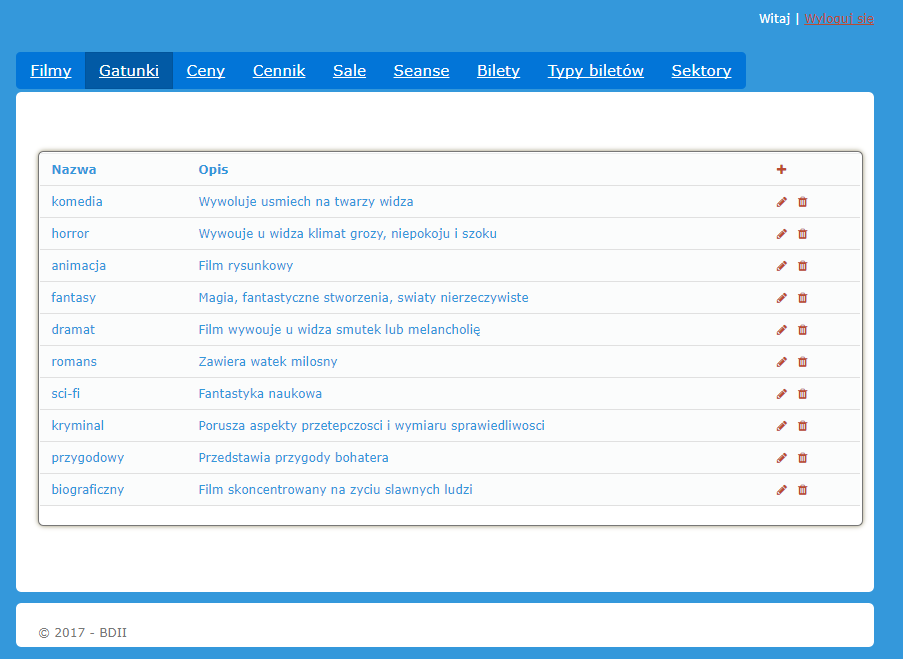 Witaj | Wyloguj sie
Filmy Gatunki Ceny Cennik Sale Seanse Bilety Typy biletów Sektory
Nazwa Opis
komedia Wywoluje usmiech na twarzy widza
horror Wywouje u widza klimat grozy, niepokoju i szoku
animacja Film rysunkowy
fantasy Magia, fantastyczne stworzenia, swiaty nierzeczywiste
dramat Film wywouje u widza smutek lub melancholię
romans Zawiera watek milosny
sci-fi Fantastyka naukowa
kryminal Porusza aspekty przetepczosci i wymiaru sprawiedliwosci
przygodowy Przedstawia przygody bohatera
biograficzny Film skoncentrowany na zyciu slawnych ludzi
© 2017 - BDII